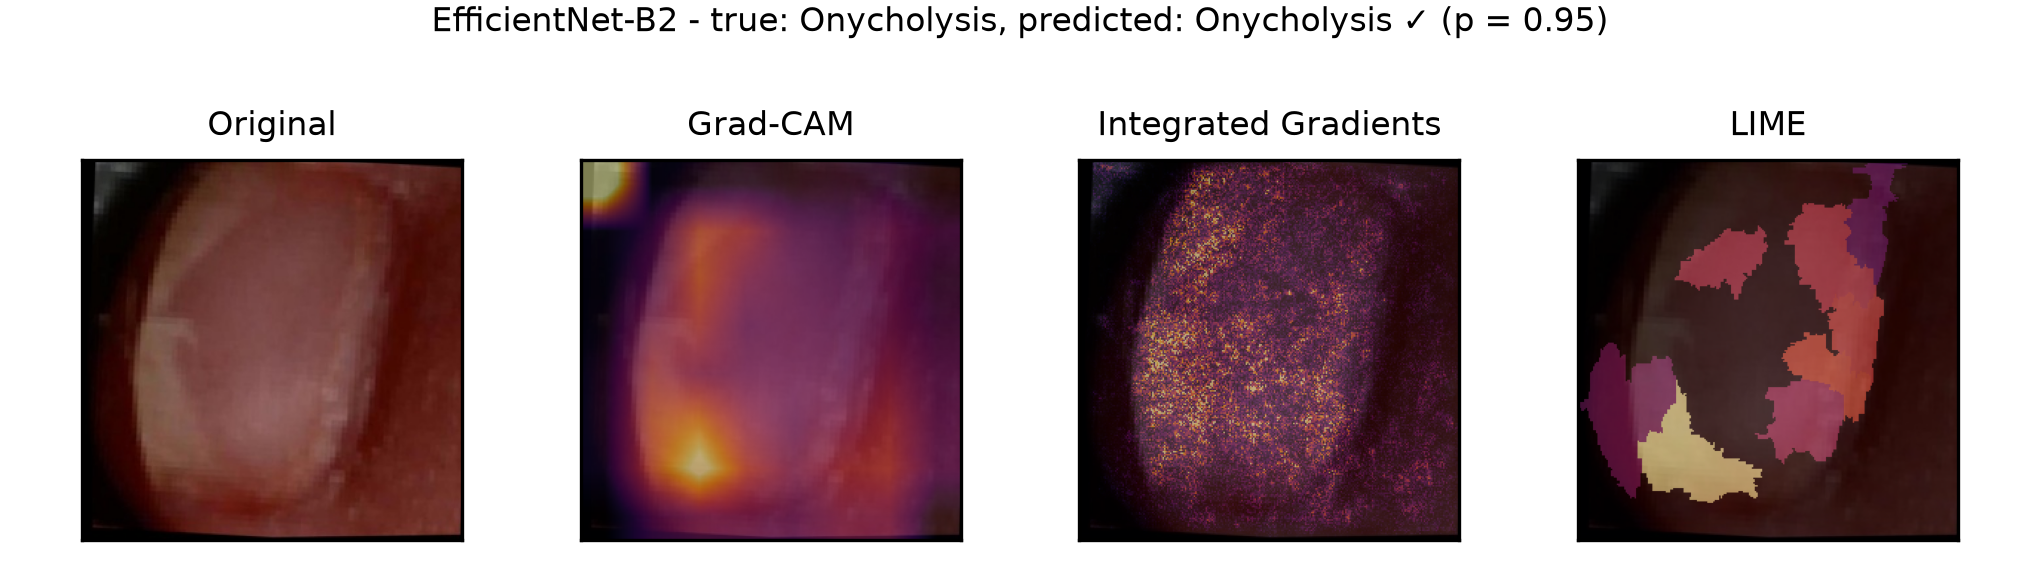 EfficientNet-B2 - true: Onycholysis, predicted: Onycholysis ✓ (p = 0.95)
Original
Grad-CAM
Integrated Gradients
LIME